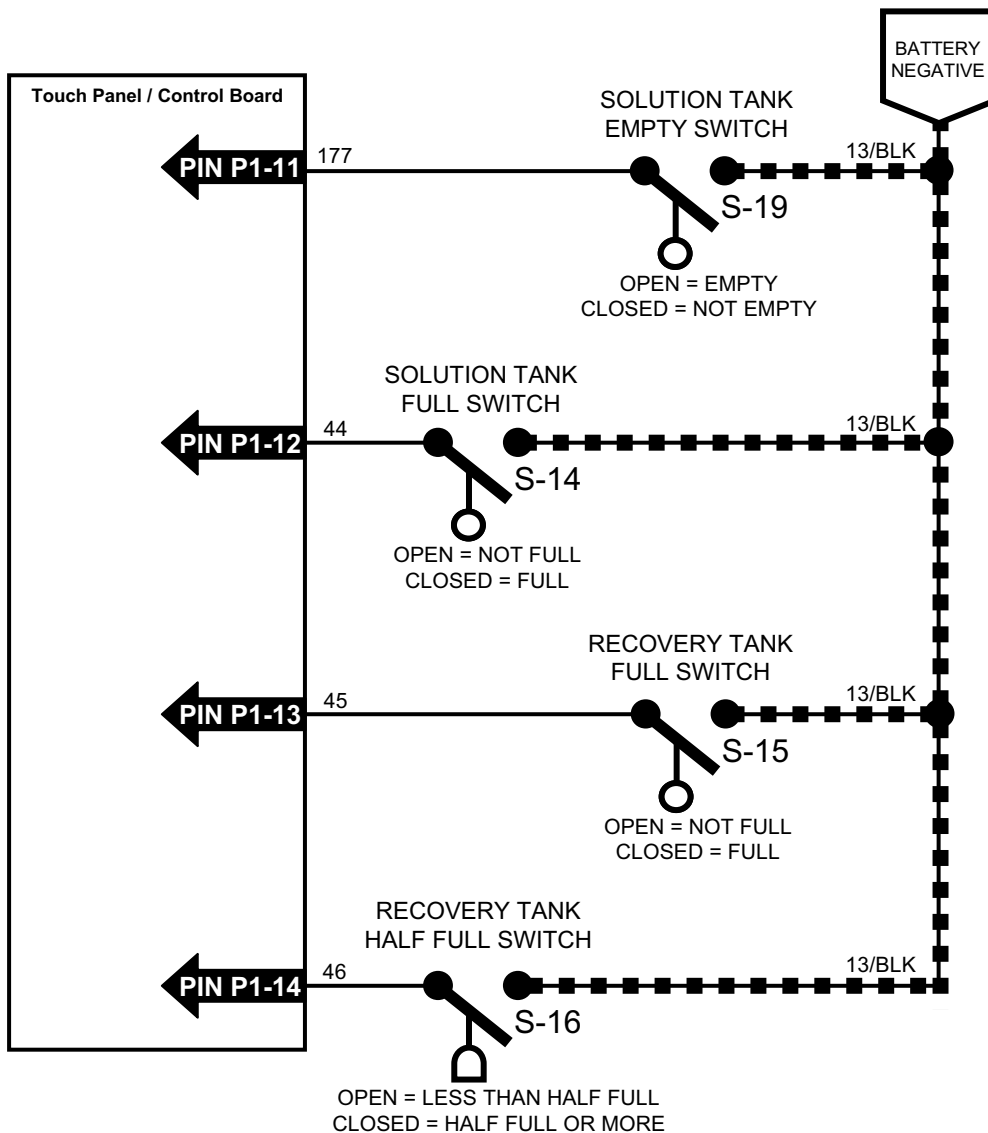 BATTERY
NEGATIVE
Touch Panel / Control Board
SOLUTION TANK
EMPTY SWITCH
PIN P1-11
177
13/BLK
S-19
OPEN = EMPTY
CLOSED = NOT EMPTY
SOLUTION TANK
FULL SWITCH
PIN P1-12
44
13/BLK
S-14
OPEN = NOT FULL
CLOSED = FULL
RECOVERY TANK
FULL SWITCH
PIN P1-13
45
13/BLK
S-15
OPEN = NOT FULL
CLOSED = FULL
RECOVERY TANK
HALF FULL SWITCH
PIN P1-14
46
13/BLK
S-16
OPEN = LESS THAN HALF FULL
CLOSED = HALF FULL OR MORE